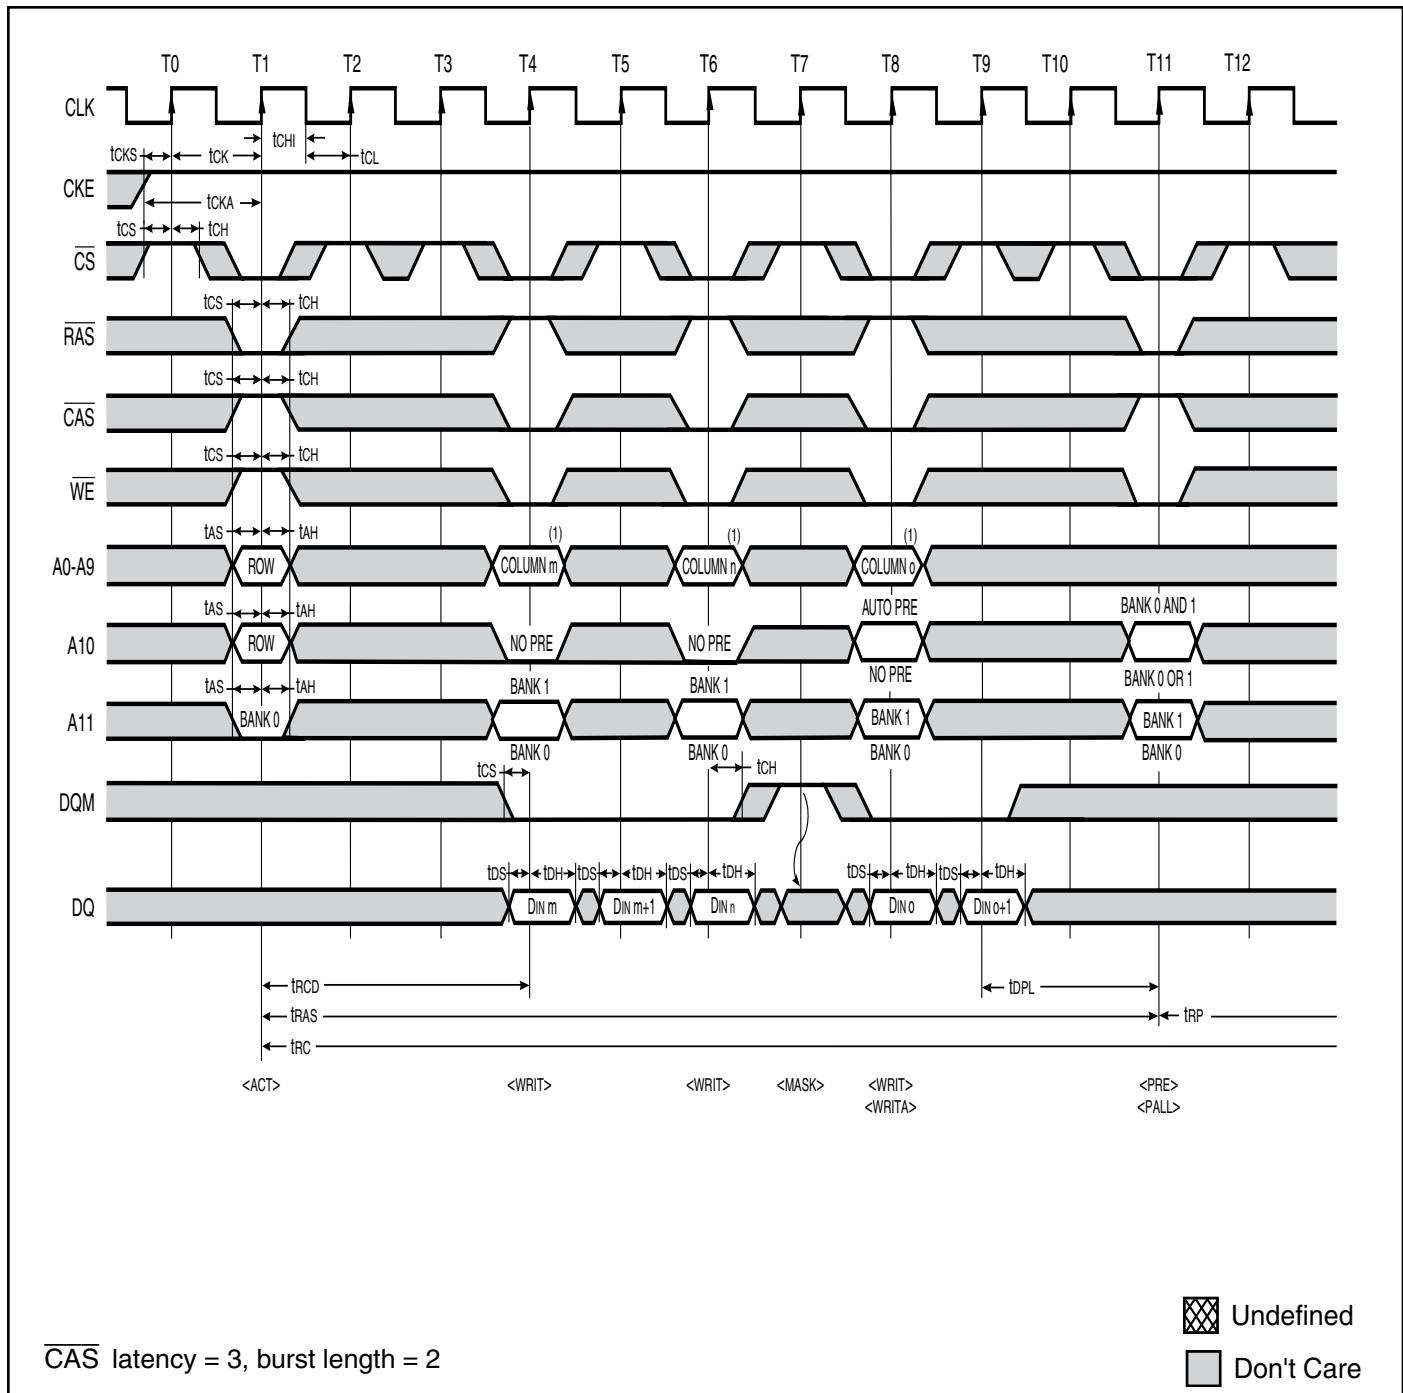 T0 T1 T2 T3 T4 T5 T6 T7 T8 T9 T10 T11 T12
CLK
tCHI
tCKS tCK tCL
CKE
tCKA
tCS tCH
CS
tCS tCH
RAS
tCS tCH
CAS
tCS tCH
WE
tAS tAH (1) (1) (1)
A0-A9 ROW COLUMN m COLUMN n COLUMN o
tAS tAH AUTO PRE BANK 0 AND 1
A10 ROW NO PRE NO PRE
NO PRE BANK 0 OR 1
tAS tAH BANK 1 BANK 1
A11 BANK 0 BANK 1 BANK 1
BANK 0 BANK 0 BANK 0 BANK 0
tCS tCH
DQM
tDS tDH tDS tDH tDS tDH tDS tDH tDS tDH
DQ DIN m DIN m+1 DIN n DIN o DIN o+1
tRCD tDPL
tRAS tRP
tRC
<ACT> <WRIT> <WRIT> <MASK> <WRIT> <PRE>
<WRITA> <PALL>
Undefined
CAS latency = 3, burst length = 2
Don't Care